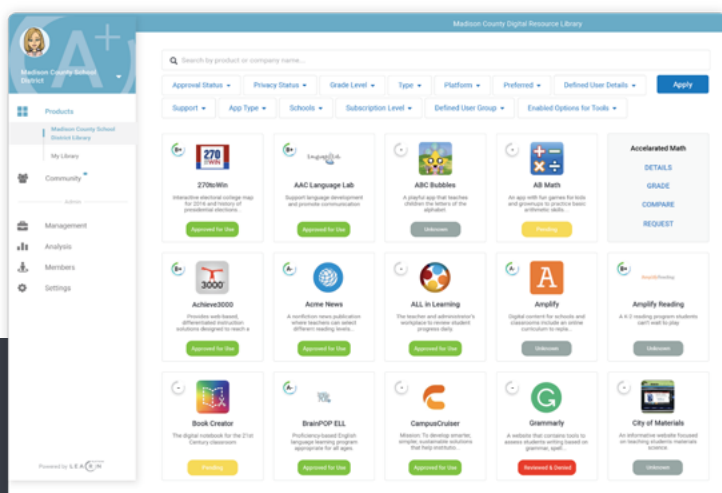 Madison County Digital Resource Library
A+
Madison County School
District
Search by product or company name...
Approval Status
Privacy Status
Grade Level
Type
Platform
Preferred
Defined User Details
Apply
Support
App Type
Schools
Subscription Level
Defined User Group
Enabled Options for Tools
Products
Madison County School
District Library
My Library
Community
Admin
Management
Analysis
Members
Settings
Powered by LEARN
B+
270
WIN
270toWin
Interactive electoral college map
for 2016 and history of
presidential elections...
Approved for Use
B+
AAC Language Lab
Support language development
and promote communication
Approved for Use
-
ABC Bubbles
A playful app that teaches
children the letters of the
alphabet
Unknown
-
AB Math
An app with fun games for kids
and grownups to practice basic
arithmetic skills...
Pending
Accelarated Math
DETAILS
GRADE
COMPARE
REQUEST
B+
3000
Achieve3000
Provides web-based,
differentiated instruction
solutions designed to reach a
Approved for Use
A-
Acme News
A nonfiction news publication
where teachers can select
different reading levels...
Approved for Use
-
ALL in Learning
The teacher and administrator's
workplace to review student
progress daily
Approved for Use
A-
A
Amplify
Digital content for schools and
classrooms include an online
curriculum to repla...
Unknown
B+
AmplifyReading
Amplify Reading
A K-2 reading program students
can't wait to play
Unknown
-
Book Creator
The digital notebook for the 21st
Century classroom
Pending
A-
BrainPOP ELL
Proficiency-based English
language learning program
appropriate for all ages
Approved for Use
-
CampusCruiser
Mission: To develop smarter,
simpler, sustainable solutions
that help institutio...
Approved for Use
-
G
Grammarly
A website that contains tools to
assess students writing based on
grammar, spell...
Reviewed & Denied
-
City of Materials
An informative website focused
on teaching students materials
science
Unknown